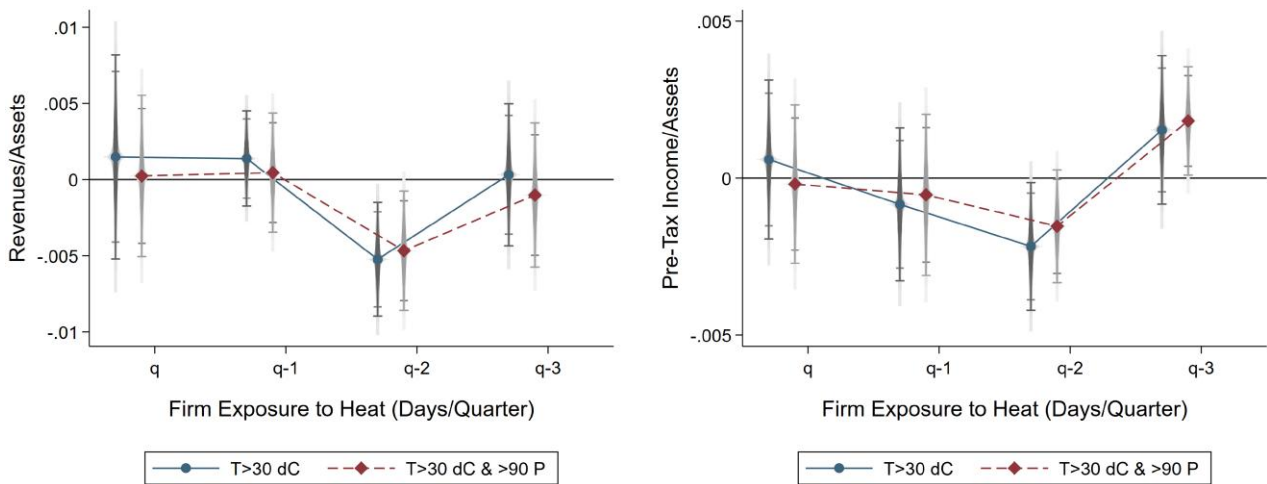 Revenues/Assets
.01
.005
0
-.005
-.01
q q-1 q-2 q-3
Firm Exposure to Heat (Days/Quarter)
T>30 dC T>30 dC & >90 P
Pre-Tax Income/Assets
.005
0
-.005
q q-1 q-2 q-3
Firm Exposure to Heat (Days/Quarter)
T>30 dC T>30 dC & >90 P